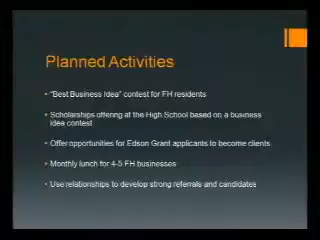 Planned Activities
• "Best Business Idea" contest for FH residents
• Scholarships offering at the High School based on a business
idea contest
• Offer opportunities for Edson Grant applicants to become clients
• Monthly lunch for 4-5 FH businesses
• Use relationships to develop strong referrals and candidates